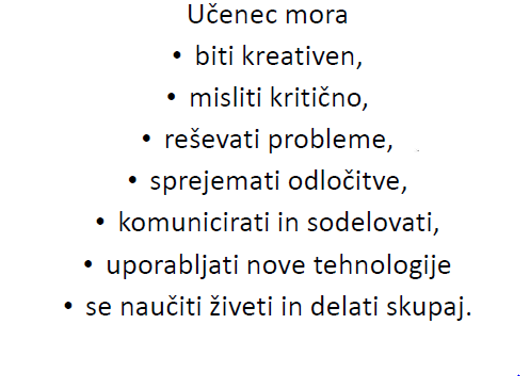 Učenec mora
• biti kreativen,
• misliti kritično,
• reševati probleme,
• sprejemati odločitve,
• komunicirati in sodelovati,
• uporabljati nove tehnologije
• se naučiti živeti in delati skupaj.